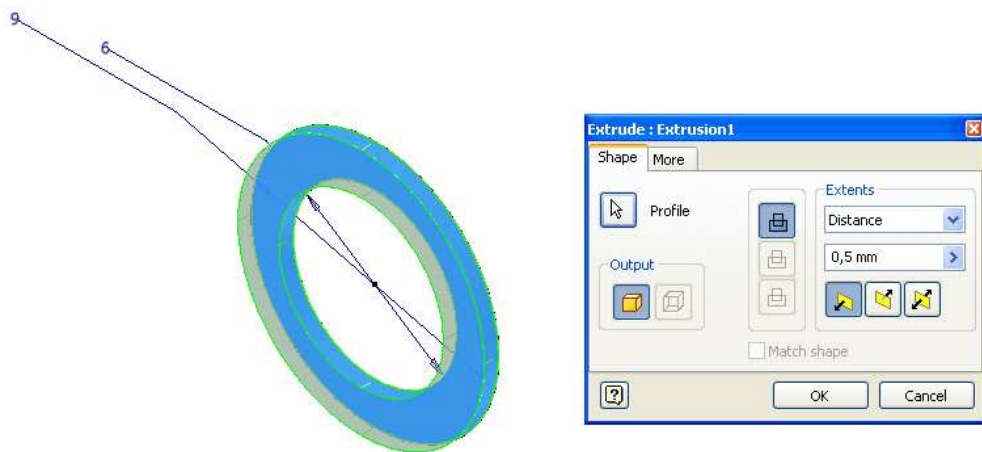 9
6
Extrude : Extrusion1
Shape
More
Profile
Output
Extents
Distance
0,5 mm
Match shape
?
OK
Cancel